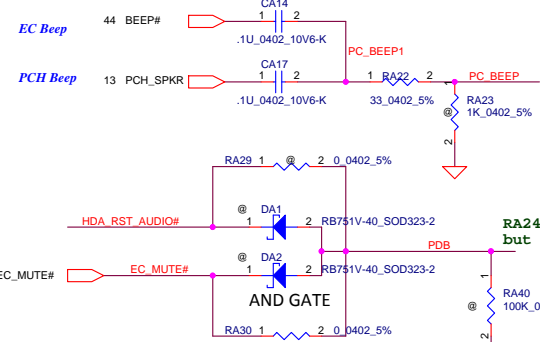 CA14
EC Beep
44 BEEP#
1 2
.1U_0402_10V6-K
PC_BEEP1
CA17
PCH Beep
13 PCH_SPKR
1 2
.1U_0402_10V6-K
1 RA22 2
33_0402_5%
PC_BEEP
1
RA23
@ 1K_0402_5%
2
RA29 1 @ 2 0_0402_5%
HDA_RST_AUDIO#
@ DA1
1 2 RB751V-40_SOD323-2
RA24
but
PDB
EC_MUTE#
EC_MUTE#
@ DA2
1 2 RB751V-40_SOD323-2
AND GATE
1
RA40
@ 100K_0
2
RA30 1 2 0_0402_5%